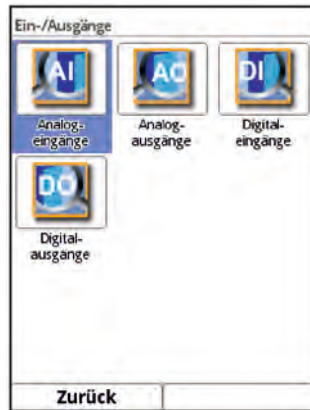 Ein-/Ausgänge
AI
AO
DI
Analog-
eingänge
Analog-
ausgänge
Digital-
eingänge
DO
Digital-
ausgänge
Zurück